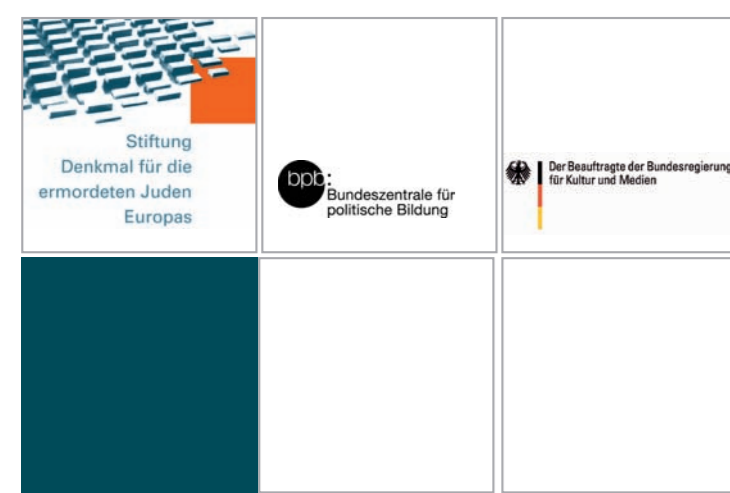 Stiftung
Denkmal für die
ermordeten Juden
Europas
bpb:
Bundeszentrale für
politische Bildung
Der Beauftragte der Bundesregierung
für Kultur und Medien